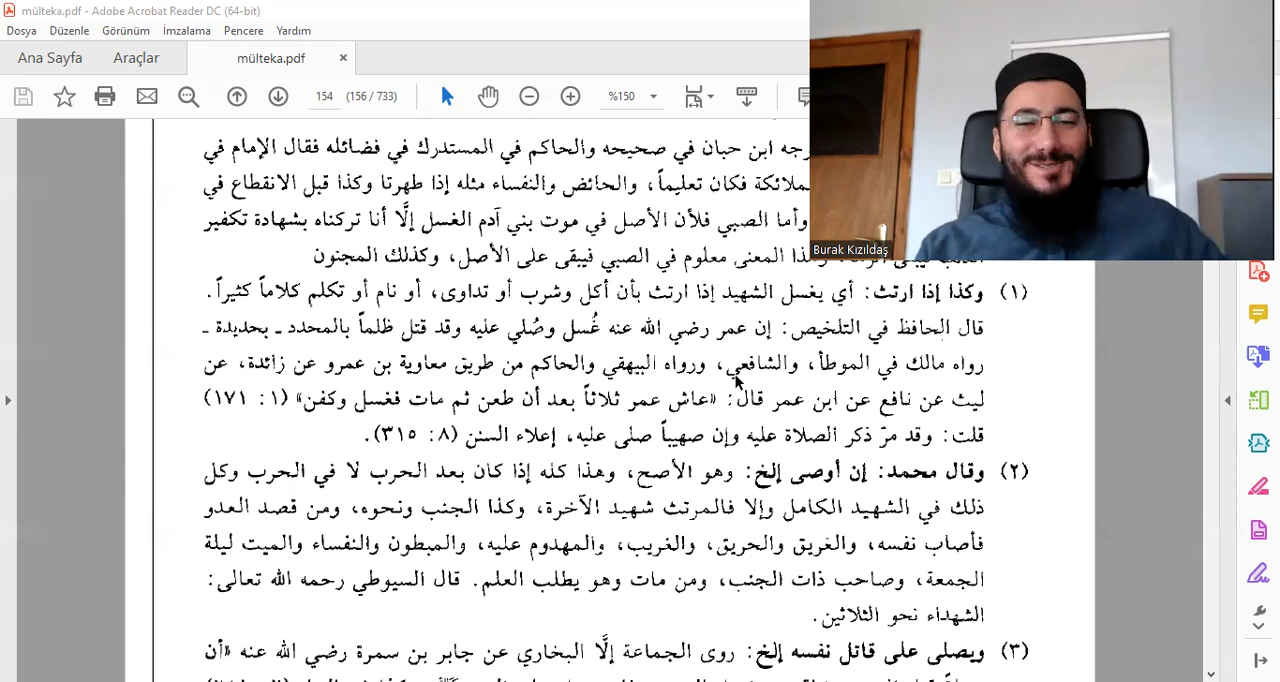 mülteka.pdf - Adobe Acrobat Reader DC (64-bit)
Dosya Düzenle Görünüm İmzalama Pencere Yardım
Ana Sayfa Araçlar mülteka.pdf ×
154 (156 / 733) %150
رجه ابن حبان في صحيحه والحاكم في المستدرك في فضائله فقال الإمام في
ملائكة فكان تعليماً، والحائض والنفساء مثله إذا طهرتا وكذا قبل الانقطاع في
وأما الصبي فلأن الأصل في موت بني آدم الغسل إلَّا أنا تركناه بشهادة تكفير
المعنى معلوم في الصبي فيبقى على الأصل، وكذلك المجنون
Burak Kızıldaş
(١) وكذا إذا ارتث: أي يغسل الشهيد إذا ارتث بأن أكل وشرب أو تداوى، أو نام أو تكلم كلاماً كثيراً.
قال الحافظ في التلخيص: إن عمر رضي الله عنه غُسل وصُلي عليه وقد قتل ظلماً بالمحدد ـ بحديدة ـ
رواه مالك في الموطأ، والشافعي، ورواه البيهقي والحاكم من طريق معاوية بن عمرو عن زائدة، عن
ليث عن نافع عن ابن عمر قال: «عاش عمر ثلاثاً بعد أن طعن ثم مات فغسل وكفن» (١: ١٧١)
قلت: وقد مرّ ذكر الصلاة عليه وإن صهيباً صلى عليه، إعلاء السنن (٨: ٣١٥).
(٢) وقال محمد: إن أوصى إلخ: وهو الأصح، وهذا كله إذا كان بعد الحرب لا في الحرب وكل
ذلك في الشهيد الكامل وإلا فالمرتث شهيد الآخرة، وكذا الجنب ونحوه، ومن قصد العدو
فأصاب نفسه، والغريق والحريق، والغريب، والمهدوم عليه، والمبطون والنفساء والميت ليلة
الجمعة، وصاحب ذات الجنب، ومن مات وهو يطلب العلم. قال السيوطي رحمه الله تعالى:
الشهداء نحو الثلاثين.
(٣) ويصلى على قاتل نفسه إلخ: روى الجماعة إلَّا البخاري عن جابر بن سمرة رضي الله عنه «أن